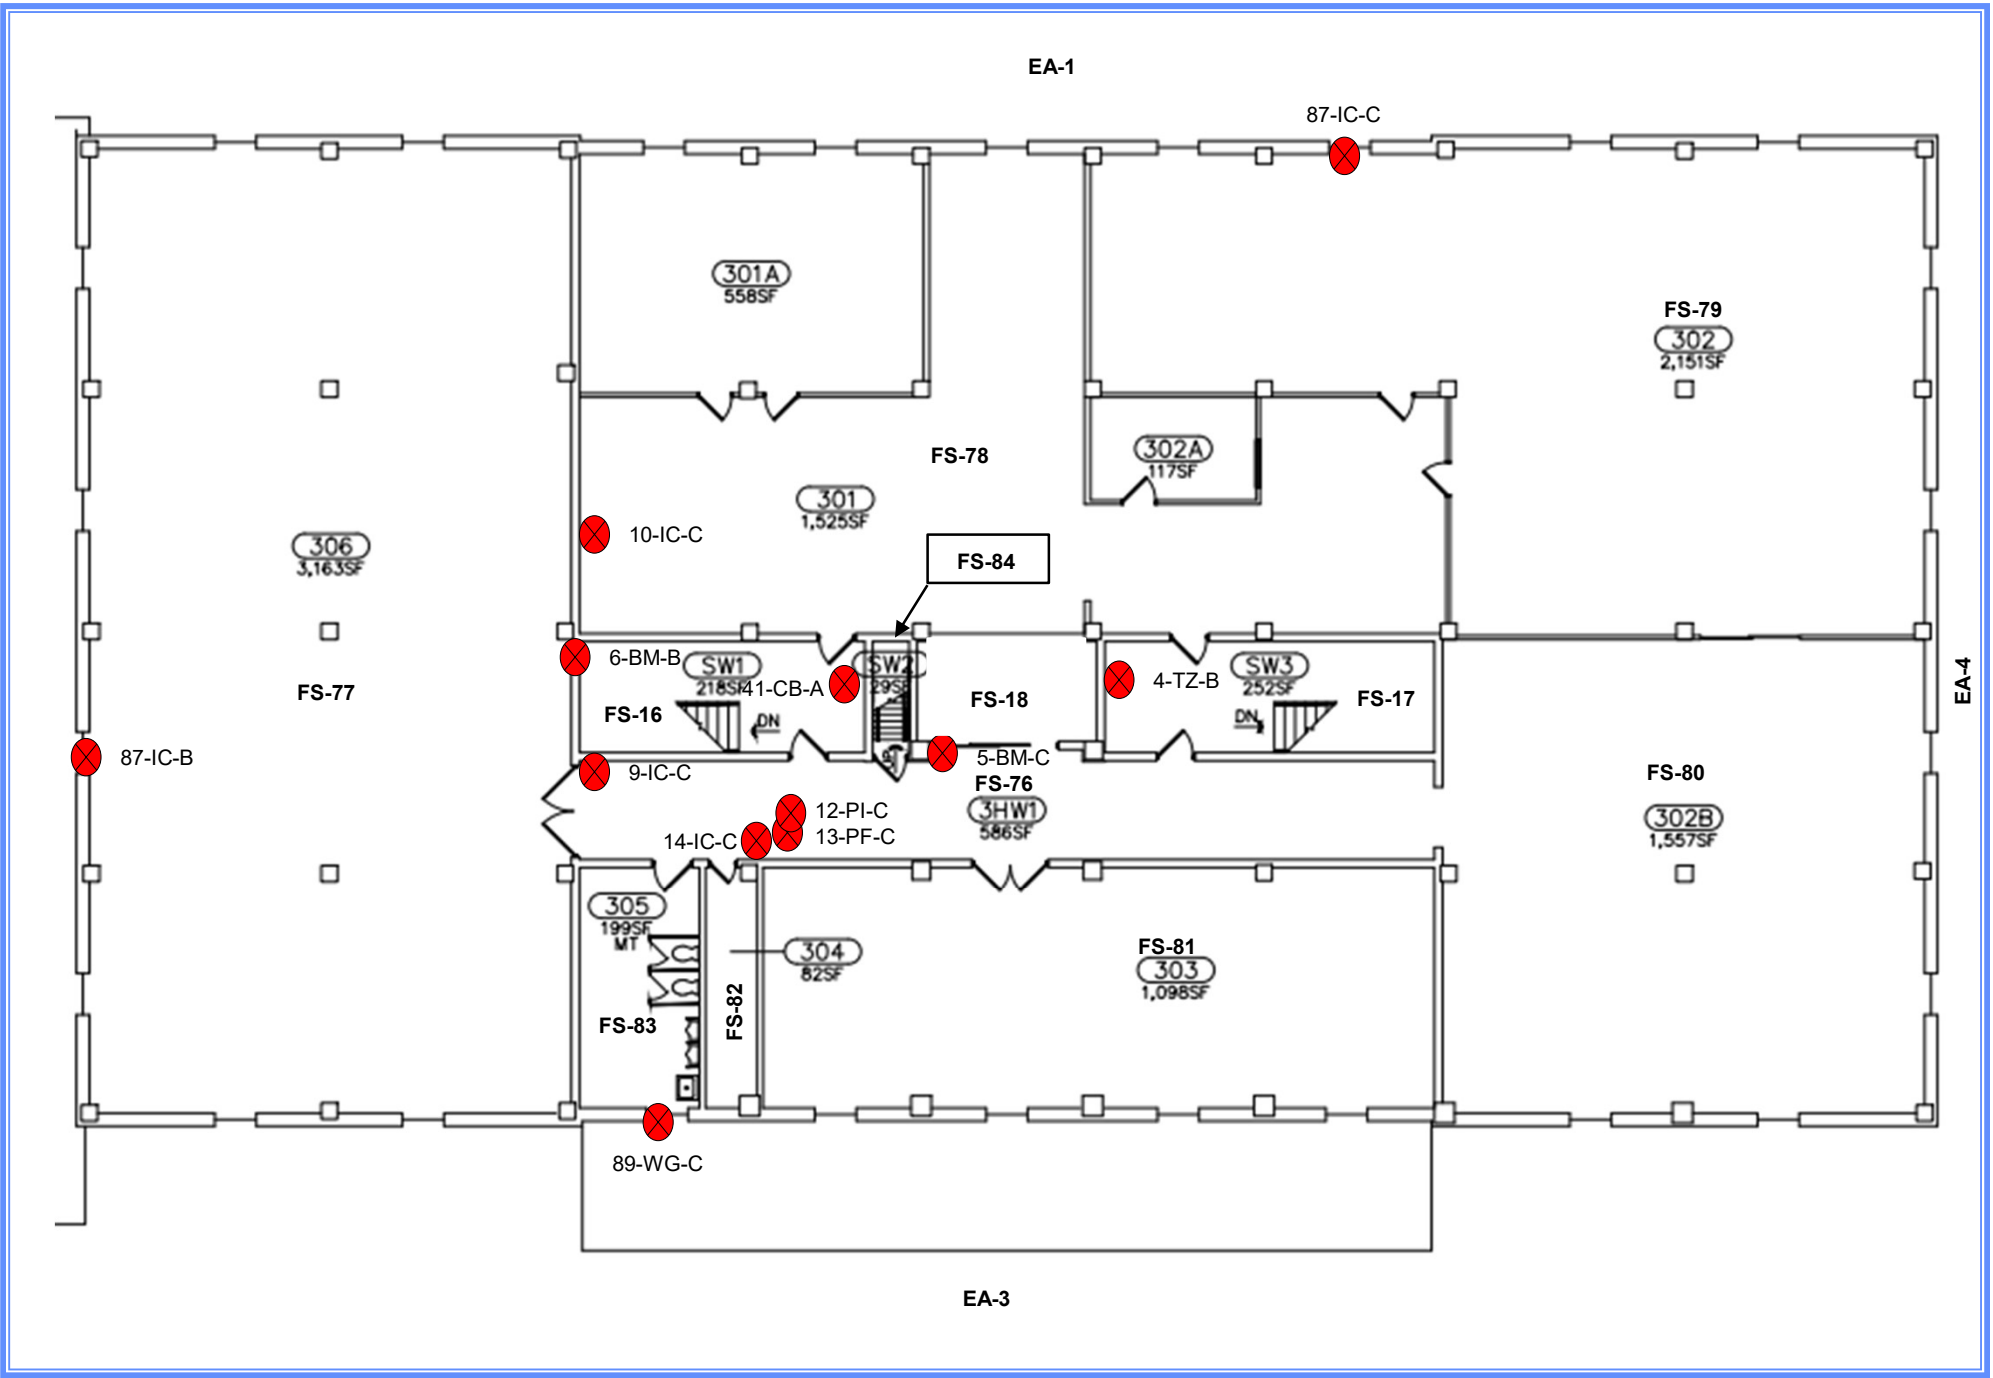 EA-1
87-IC-C
301A
558SF
FS-79
302
2,151SF
FS-78
302A
117SF
301
1,525SF
10-IC-C
306
3,163SF
FS-84
6-BM-B
SW1
218SF
41-CB-A
SW2
29SF
4-TZ-B
SW3
252SF
EA-4
FS-77
FS-16
DN
FS-18
DN
FS-17
87-IC-B
9-IC-C
5-BM-C
FS-76
FS-80
12-PI-C
3HW1
586SF
302B
1,557SF
14-IC-C
13-PF-C
305
199SF
MT
304
82SF
FS-81
303
1,098SF
FS-83
FS-82
89-WG-C
EA-3